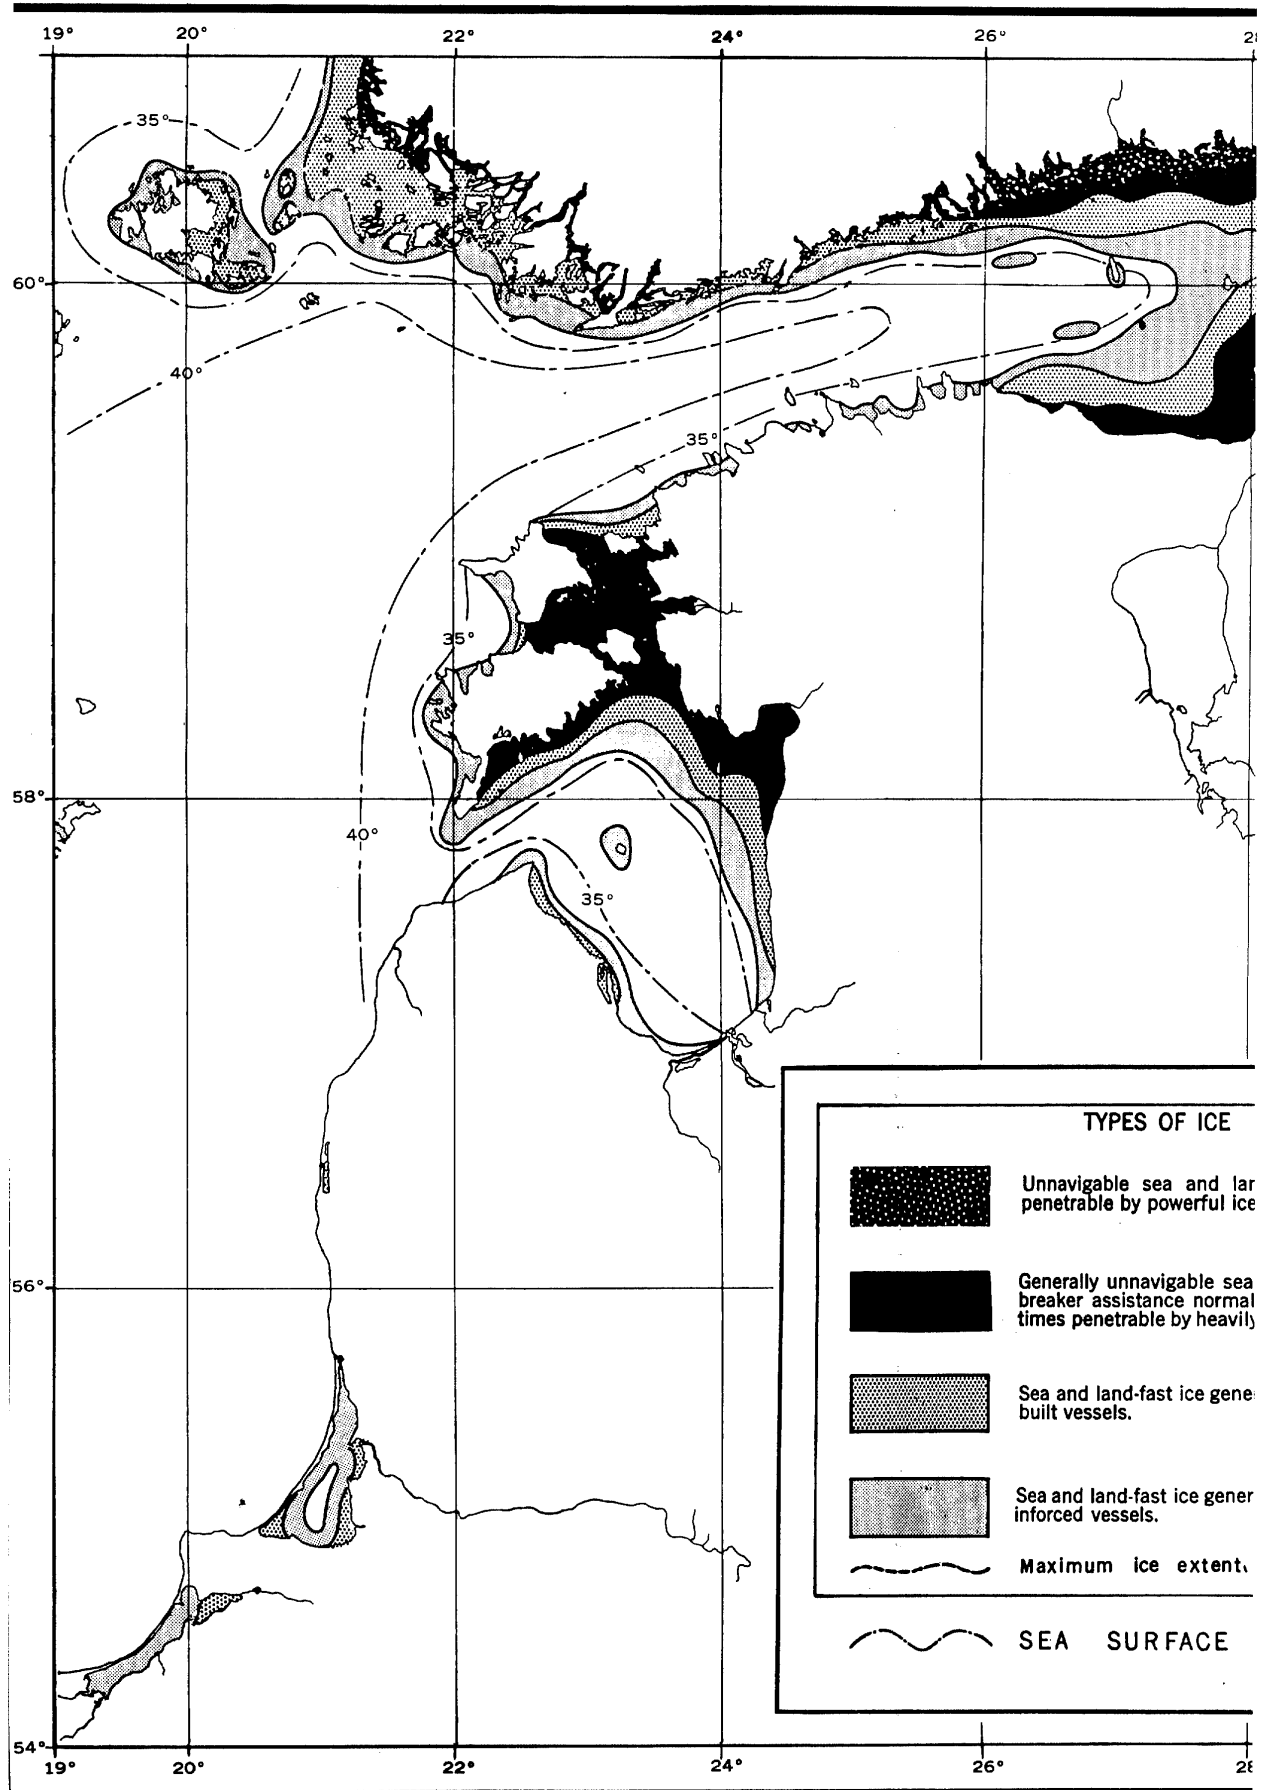 19° 20° 22° 24° 26° 28
35°
60°
40°
35°
35°
58°
40°
35°
TYPES OF ICE
Unnavigable sea and lar
penetrable by powerful ice
56°
Generally unnavigable sea
breaker assistance normal
times penetrable by heavily
Sea and land-fast ice gene
built vessels.
Sea and land-fast ice gener
inforced vessels.
Maximum ice extent
SEA SURFACE
54°
19° 20° 22° 24° 26° 28